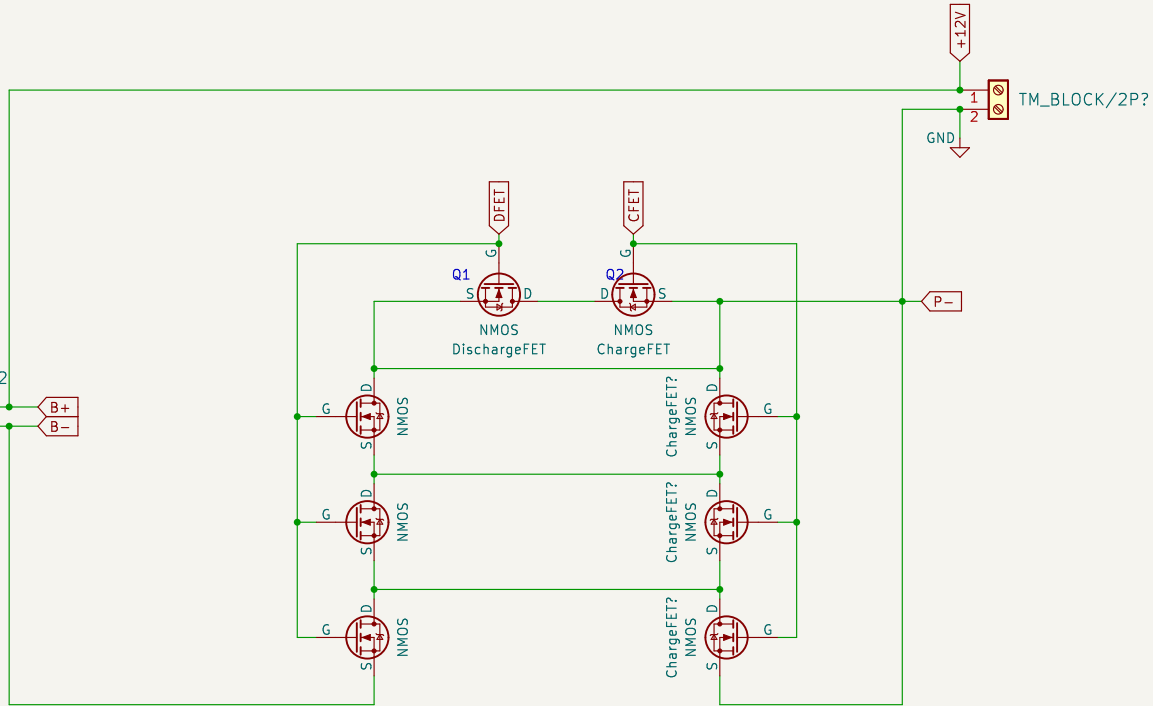 +12V
1
TM_BLOCK/2P?
2
GND
DFET
CFET
G
G
Q1
Q2
S
D
D
S
P-
NMOS
NMOS
DischargeFET
ChargeFET
2
B+
B-
D
G
S
NMOS
ChargeFET?
NMOS
D
G
S
D
G
S
NMOS
ChargeFET?
NMOS
D
G
S
D
G
S
NMOS
ChargeFET?
NMOS
D
G
S